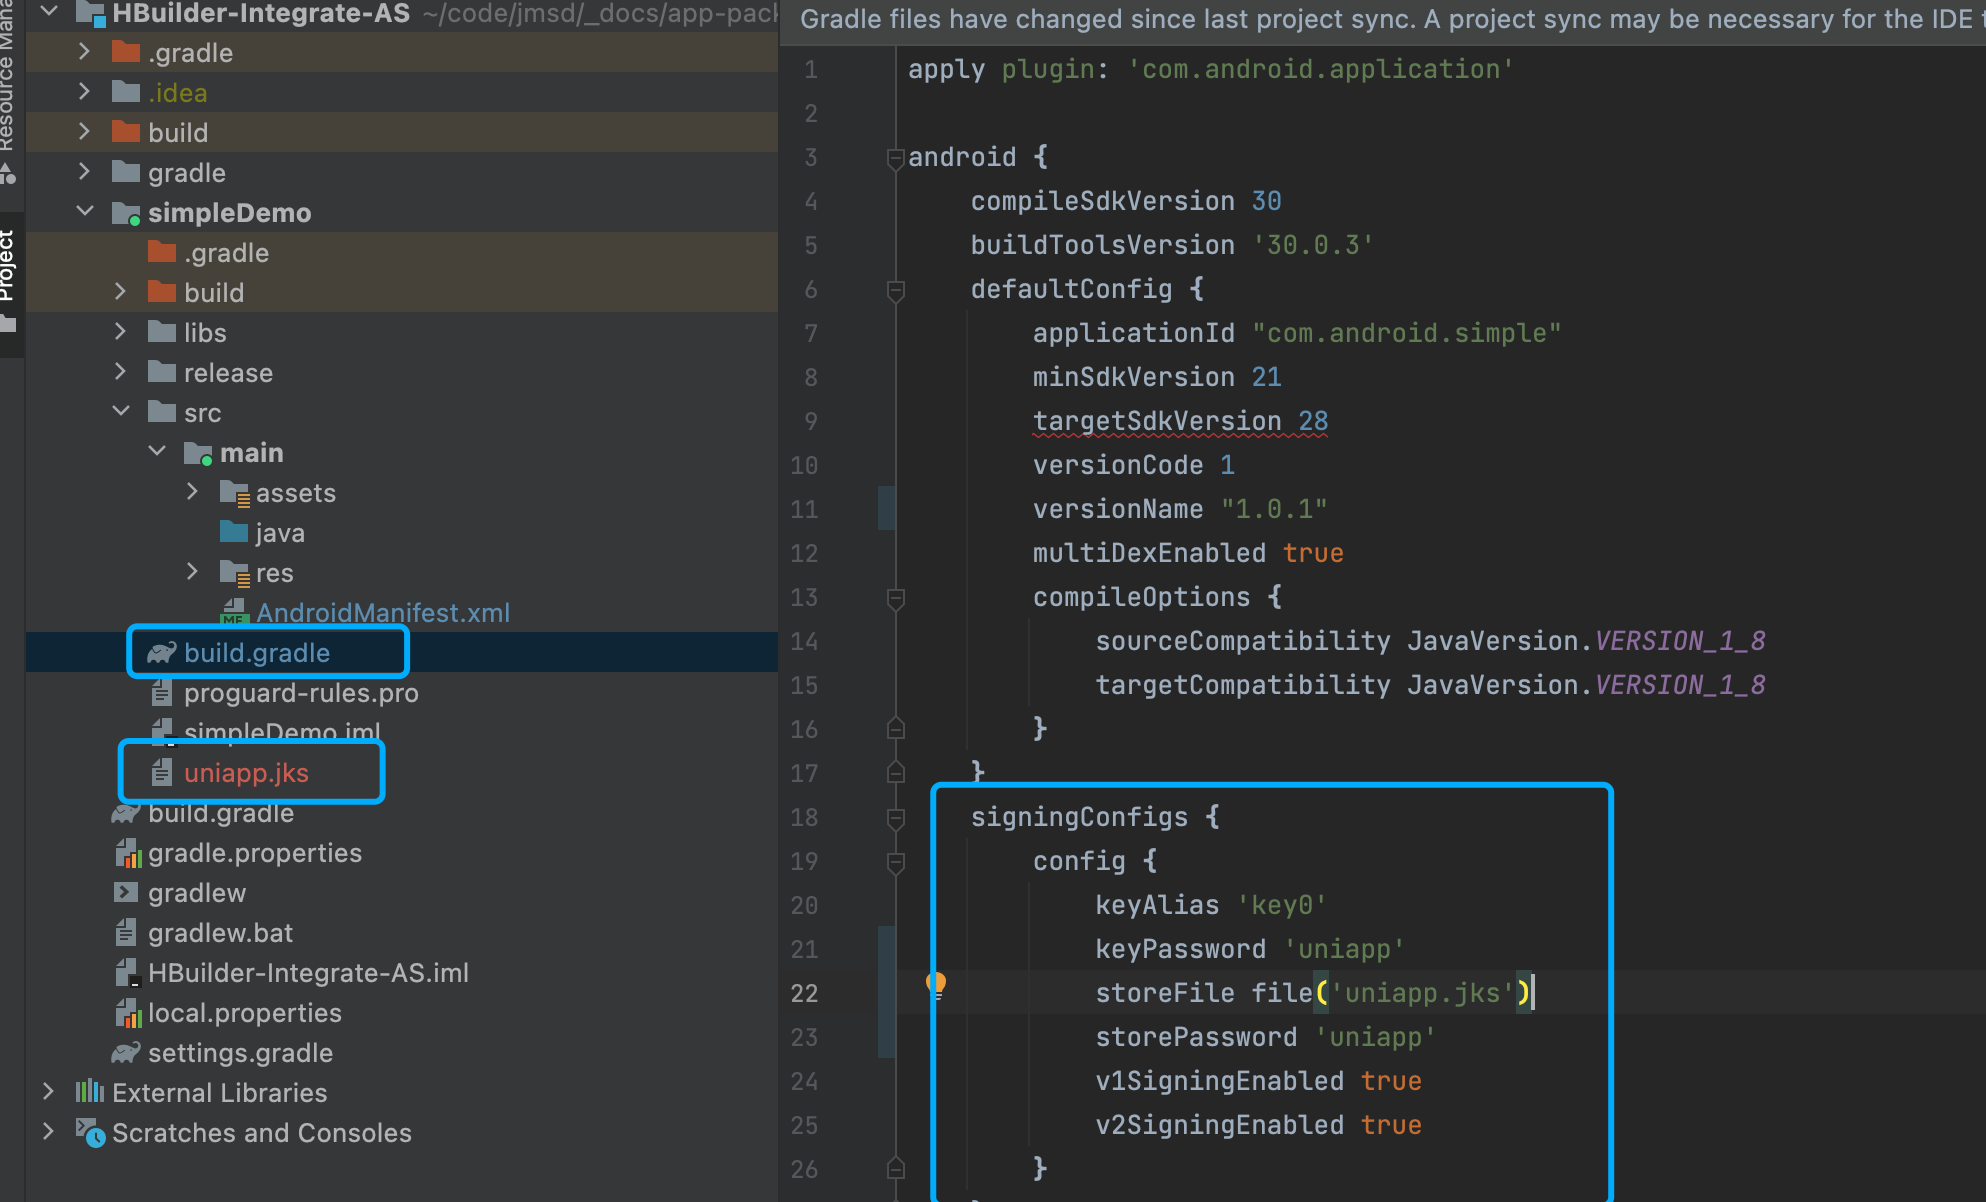 HBuilder-Integrate-AS ~/code/jmsd/_docs/app-pack
.gradle
.idea
build
gradle
simpleDemo
.gradle
build
libs
release
src
main
assets
java
res
AndroidManifest.xml
build.gradle
proguard-rules.pro
simpleDemo.iml
uniapp.jks
build.gradle
gradle.properties
gradlew
gradlew.bat
HBuilder-Integrate-AS.iml
local.properties
settings.gradle
External Libraries
Scratches and Consoles
Resource Mana
Project
Gradle files have changed since last project sync. A project sync may be necessary for the IDE t
1 apply plugin: 'com.android.application'
2
3 android {
4 compileSdkVersion 30
5 buildToolsVersion '30.0.3'
6 defaultConfig {
7 applicationId "com.android.simple"
8 minSdkVersion 21
9 targetSdkVersion 28
10 versionCode 1
11 versionName "1.0.1"
12 multiDexEnabled true
13 compileOptions {
14 sourceCompatibility JavaVersion.VERSION_1_8
15 targetCompatibility JavaVersion.VERSION_1_8
16 }
17 }
18 signingConfigs {
19 config {
20 keyAlias 'key0'
21 keyPassword 'uniapp'
22 storeFile file('uniapp.jks')
23 storePassword 'uniapp'
24 v1SigningEnabled true
25 v2SigningEnabled true
26 }